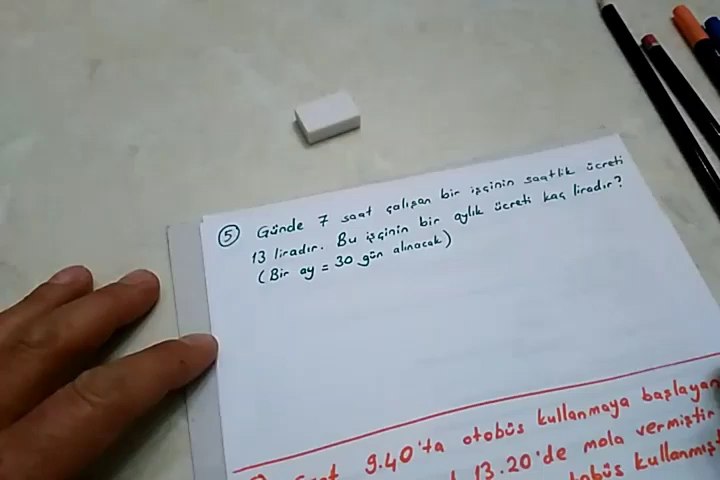 5 Günde 7 saat çalışan bir işçinin saatlik ücreti
13 liradır. Bu işçinin bir aylık ücreti kaç liradır?
(Bir ay = 30 gün alınacak)
9.40'ta otobüs kullanmaya başlayan
13.20'de mola vermiştir
kullanmış